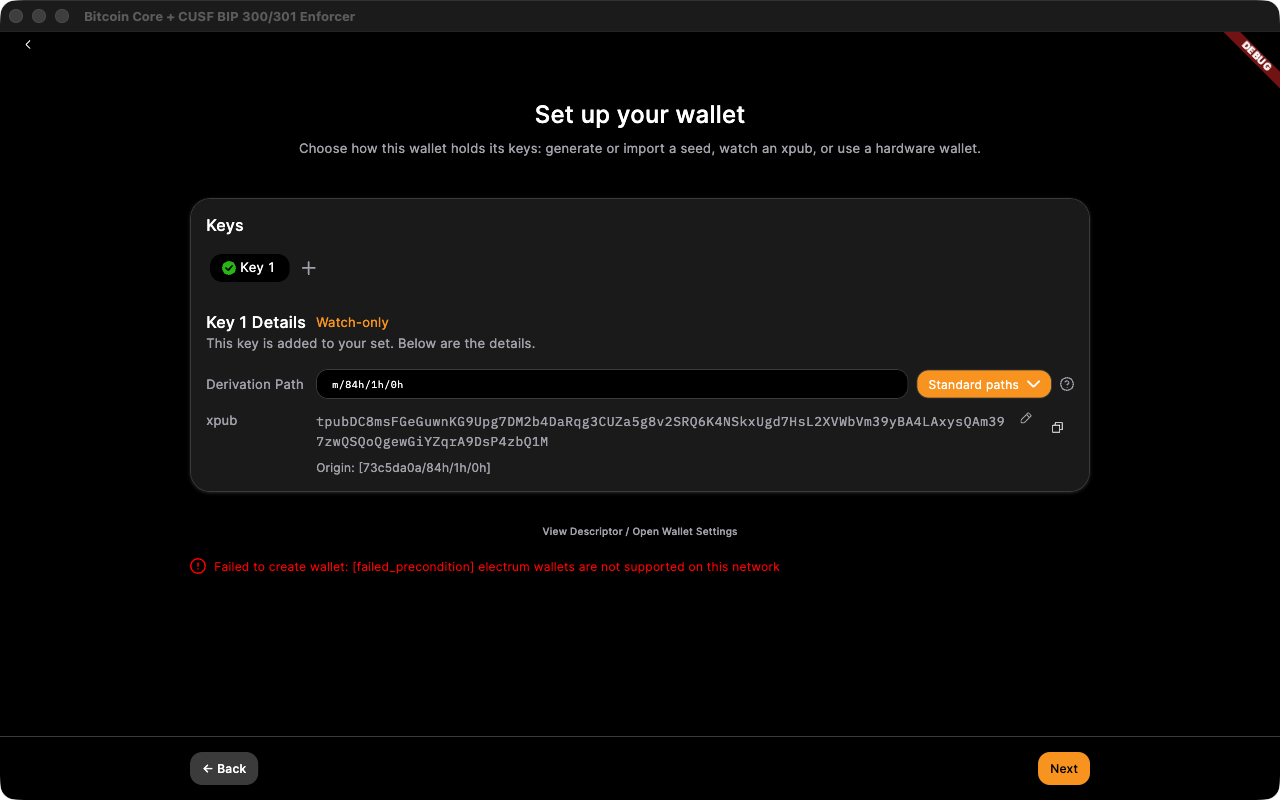 Bitcoin Core + CUSF BIP 300/301 Enforcer
DEBUG
Set up your wallet
Choose how this wallet holds its keys: generate or import a seed, watch an xpub, or use a hardware wallet.
Keys
Key 1
Key 1 Details Watch-only
This key is added to your set. Below are the details.
Derivation Path m/84h/1h/0h Standard paths
xpub tpubDC8msFGeGuwnKG9Upg7DM2b4DaRqg3CUZa5g8v2SRQ6K4NSkxUgd7HsL2XVWbVm39yBA4LAxysQAm39
7zwQSQoQgewGiYZqrA9DsP4zbQ1M
Origin: [73c5da0a/84h/1h/0h]
View Descriptor / Open Wallet Settings
Failed to create wallet: [failed_precondition] electrum wallets are not supported on this network
← Back
Next